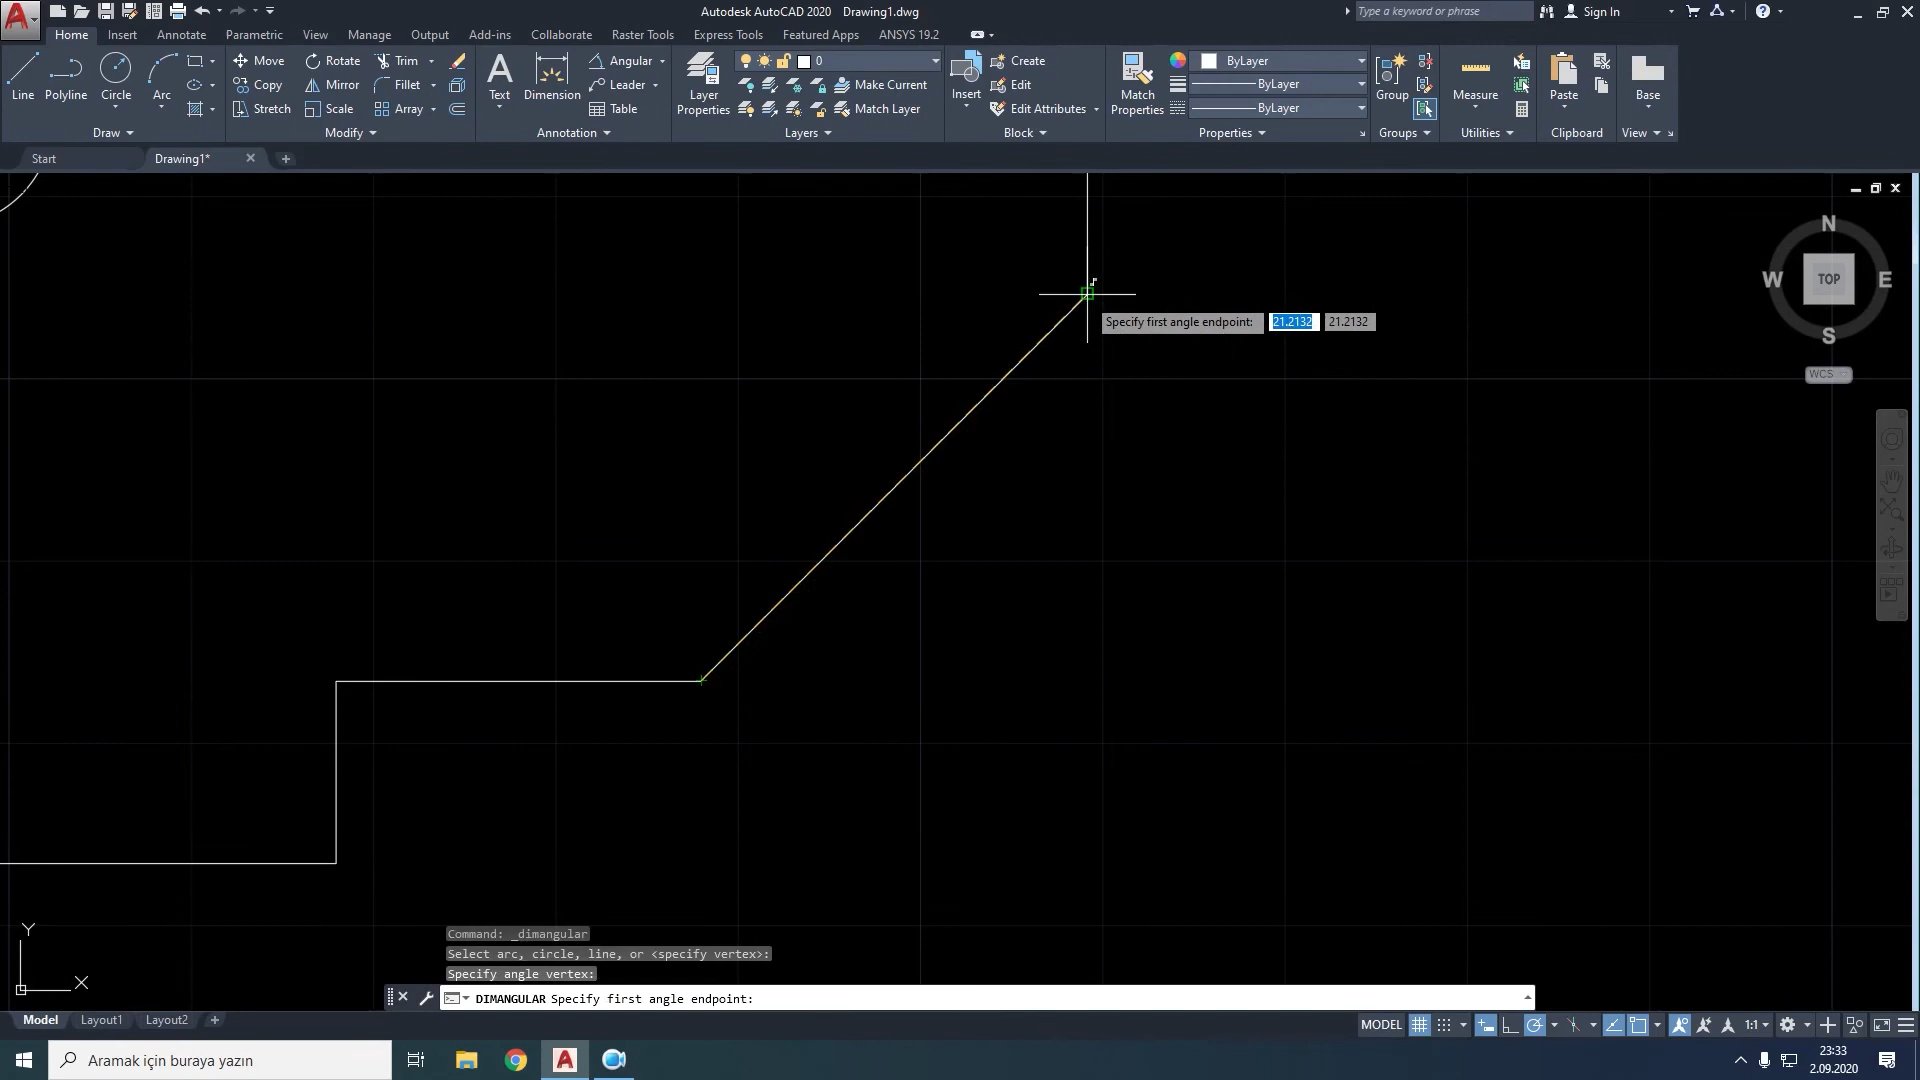 Autodesk AutoCAD 2020 Drawing1.dwg
Type a keyword or phrase
Sign In
Home Insert Annotate Parametric View Manage Output Add-ins Collaborate Raster Tools Express Tools Featured Apps ANSYS 19.2
Line Polyline Circle Arc
Move Rotate Trim
Copy Mirror Fillet
Stretch Scale Array
Text Dimension
Angular
Leader
Table
Layer Properties
0
Make Current
Match Layer
Insert
Create
Edit
Edit Attributes
Match Properties
ByLayer
ByLayer
ByLayer
Group
Measure
Paste
Base
Draw Modify Annotation Layers Block Properties Groups Utilities Clipboard View
Start Drawing1*
N
W TOP E
S
WCS
Specify first angle endpoint: 21.2132 21.2132
Y
X
Command: _dimangular
Select arc, circle, line, or <specify vertex>:
Specify angle vertex:
DIMANGULAR Specify first angle endpoint:
Model Layout1 Layout2
MODEL 1:1
Aramak için buraya yazın
23:33
2.09.2020